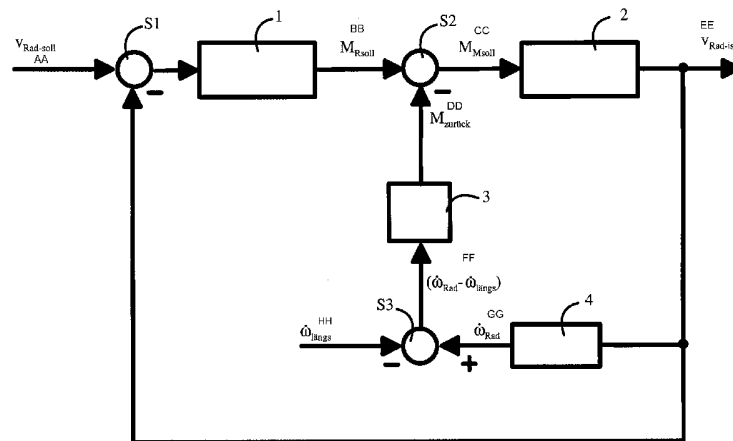 S1
1
BB
S2
CC
2
EE
v_Rad-soll
AA
M_Rsoll
M_Msoll
v_Rad-is
-
-
DD
M_zurück
3
FF
(ω̇_Rad-ω̇_längs)
S3
HH
GG
4
ω̇_längs
ω̇_Rad
-
+